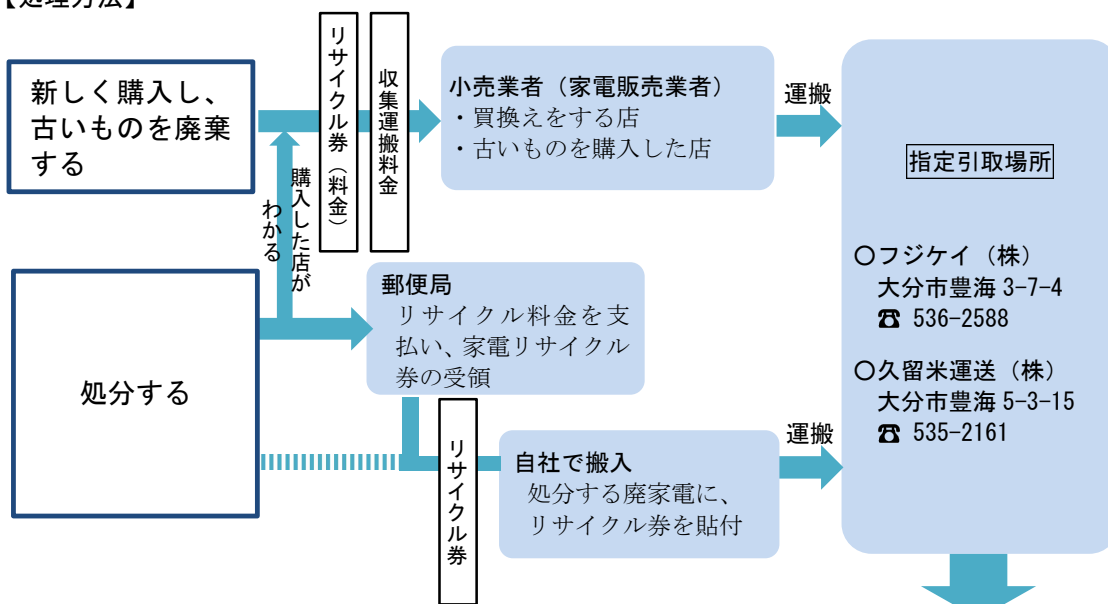 【処理方法】
新しく購入し、
古いものを廃棄
する
リサイクル券(料金)
収集運搬料金
小売業者(家電販売業者)
・買換えをする店
・古いものを購入した店
運搬
購入した店が
わかる
処分する
郵便局
リサイクル料金を支
払い、家電リサイクル
券の受領
リサイクル券
自社で搬入
処分する廃家電に、
リサイクル券を貼付
運搬
指定引取場所
○フジケイ(株)
大分市豊海 3-7-4
☎ 536-2588
○久留米運送(株)
大分市豊海 5-3-15
☎ 535-2161